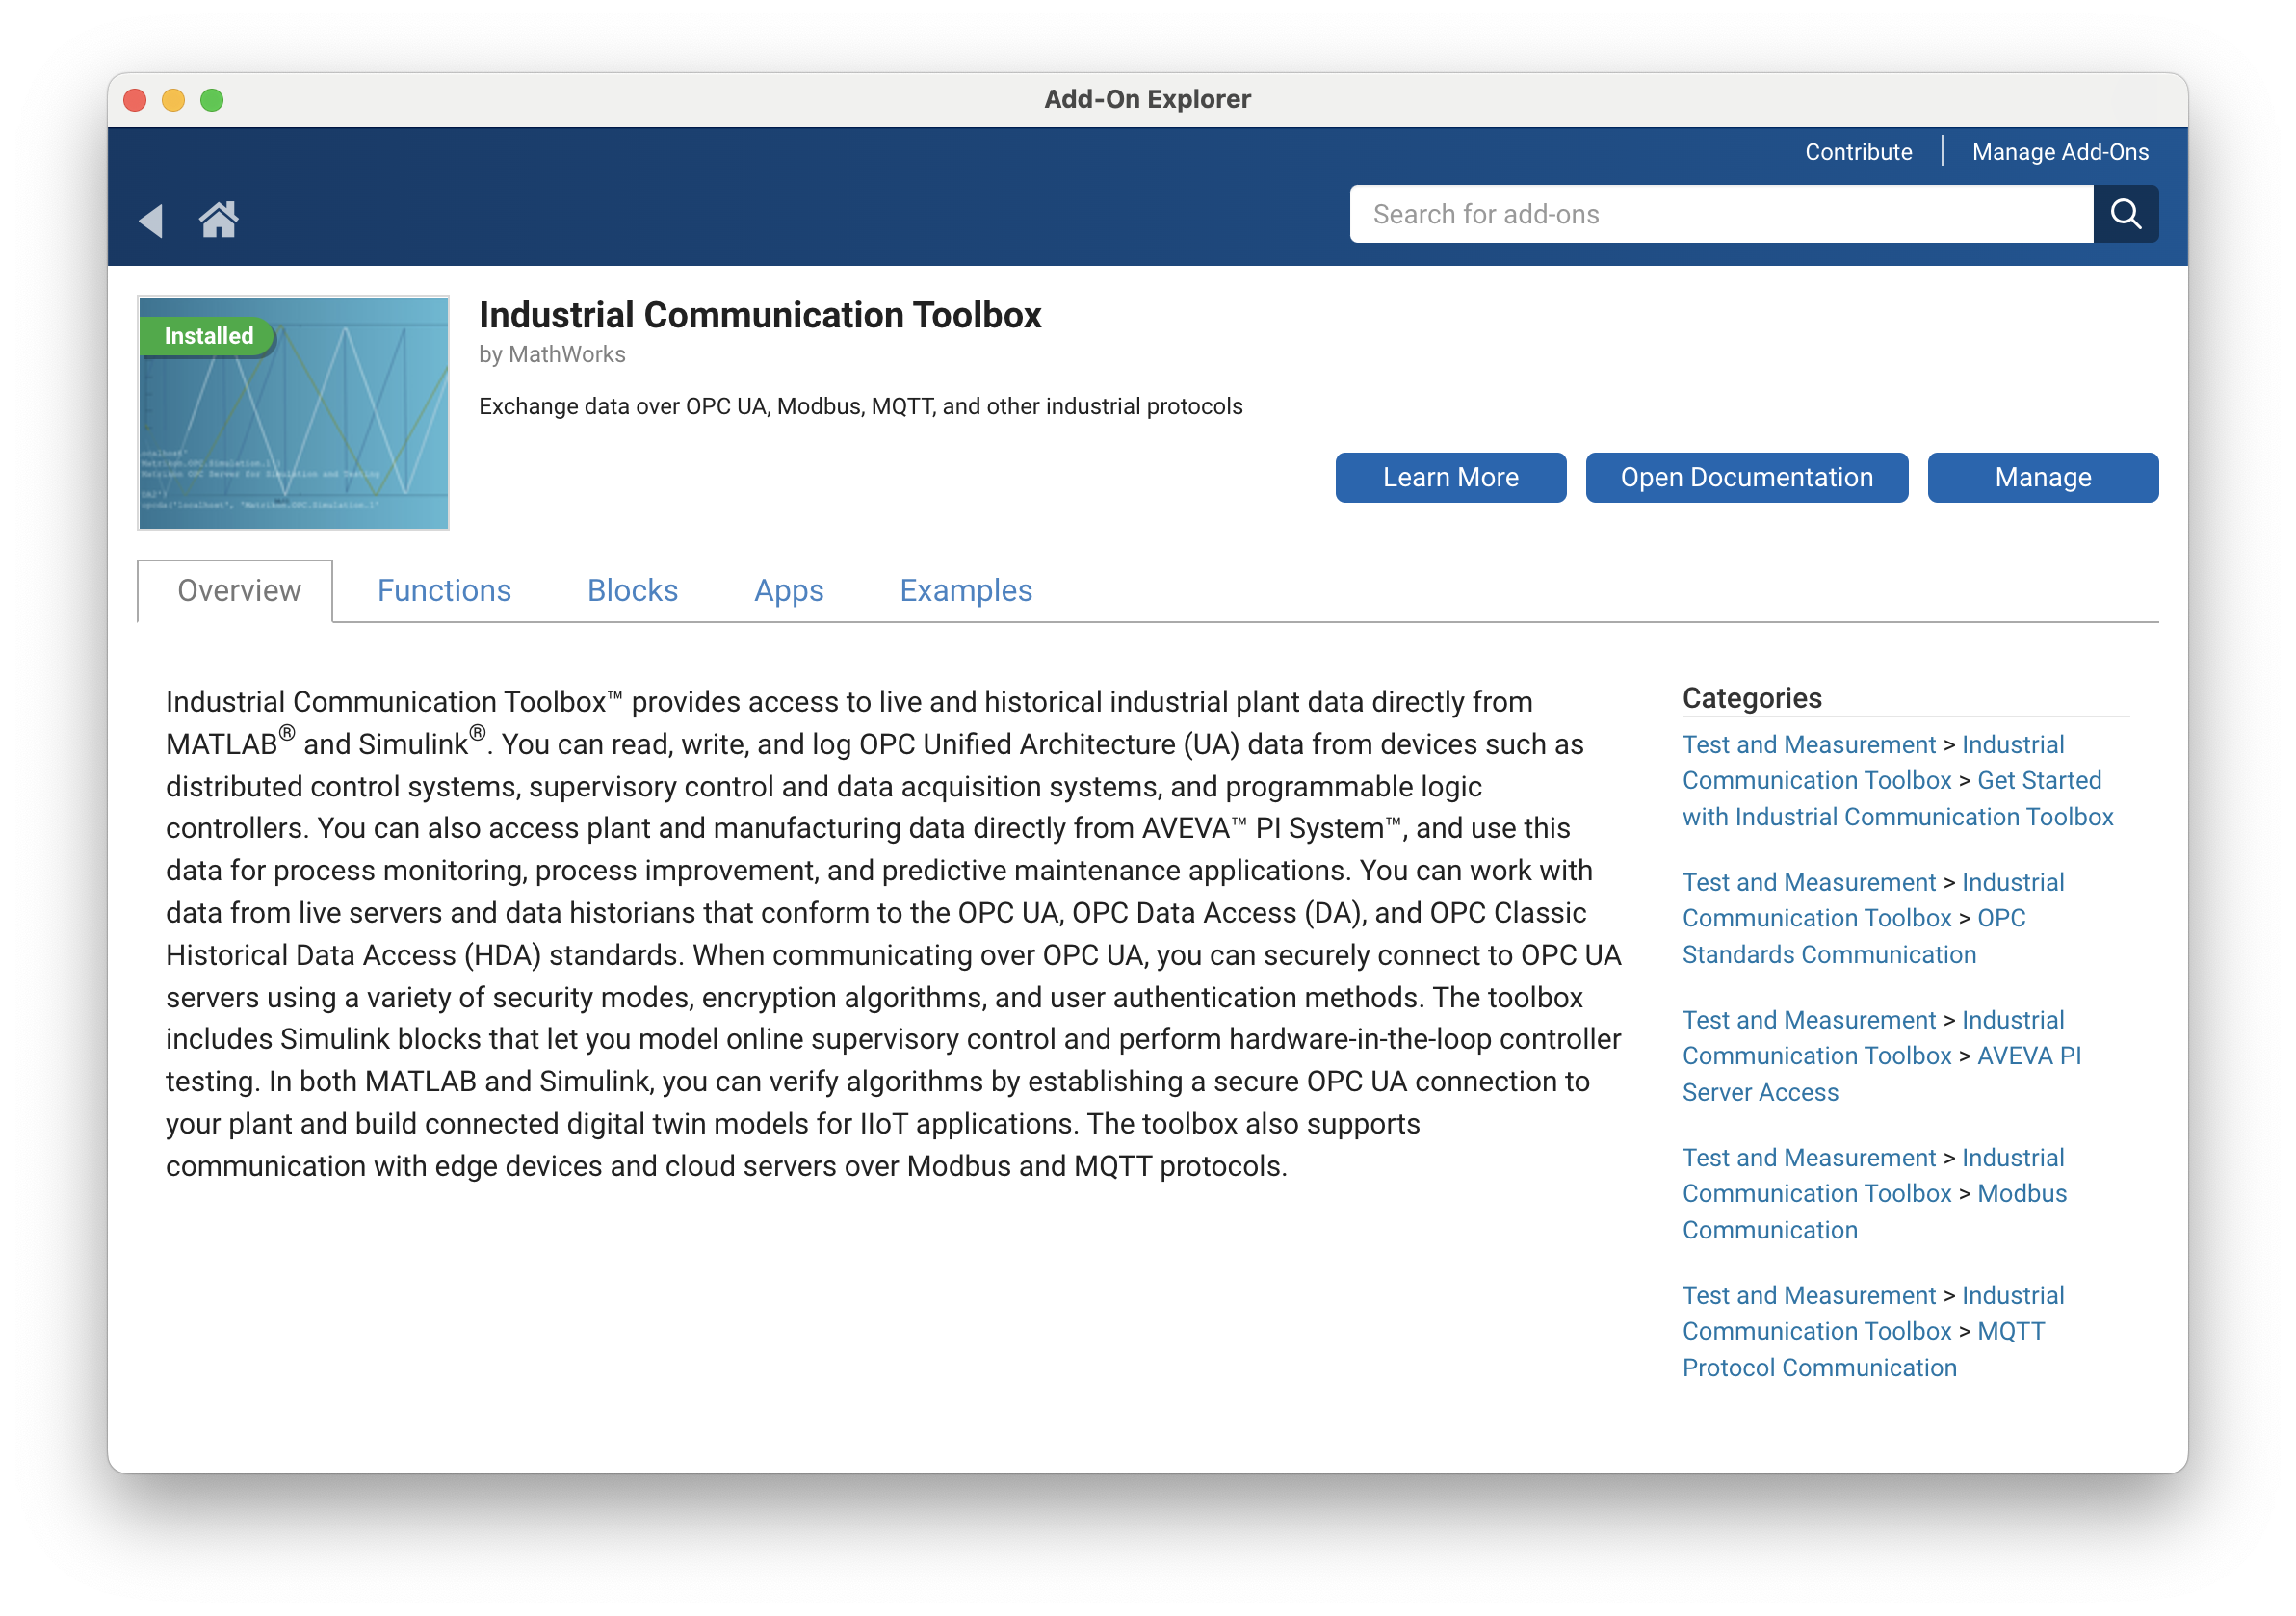 Add-On Explorer
Contribute
Manage Add-Ons
Search for add-ons
Installed
Matrikon OPC Server for Simulation and Testing
Industrial Communication Toolbox
by MathWorks
Exchange data over OPC UA, Modbus, MQTT, and other industrial protocols
Learn More
Open Documentation
Manage
Overview
Functions
Blocks
Apps
Examples
Industrial Communication Toolbox™ provides access to live and historical industrial plant data directly from
MATLAB® and Simulink®. You can read, write, and log OPC Unified Architecture (UA) data from devices such as
distributed control systems, supervisory control and data acquisition systems, and programmable logic
controllers. You can also access plant and manufacturing data directly from AVEVA™ PI System™, and use this
data for process monitoring, process improvement, and predictive maintenance applications. You can work with
data from live servers and data historians that conform to the OPC UA, OPC Data Access (DA), and OPC Classic
Historical Data Access (HDA) standards. When communicating over OPC UA, you can securely connect to OPC UA
servers using a variety of security modes, encryption algorithms, and user authentication methods. The toolbox
includes Simulink blocks that let you model online supervisory control and perform hardware-in-the-loop controller
testing. In both MATLAB and Simulink, you can verify algorithms by establishing a secure OPC UA connection to
your plant and build connected digital twin models for IIoT applications. The toolbox also supports
communication with edge devices and cloud servers over Modbus and MQTT protocols.
Categories
Test and Measurement > Industrial
Communication Toolbox > Get Started
with Industrial Communication Toolbox
Test and Measurement > Industrial
Communication Toolbox > OPC
Standards Communication
Test and Measurement > Industrial
Communication Toolbox > AVEVA PI
Server Access
Test and Measurement > Industrial
Communication Toolbox > Modbus
Communication
Test and Measurement > Industrial
Communication Toolbox > MQTT
Protocol Communication